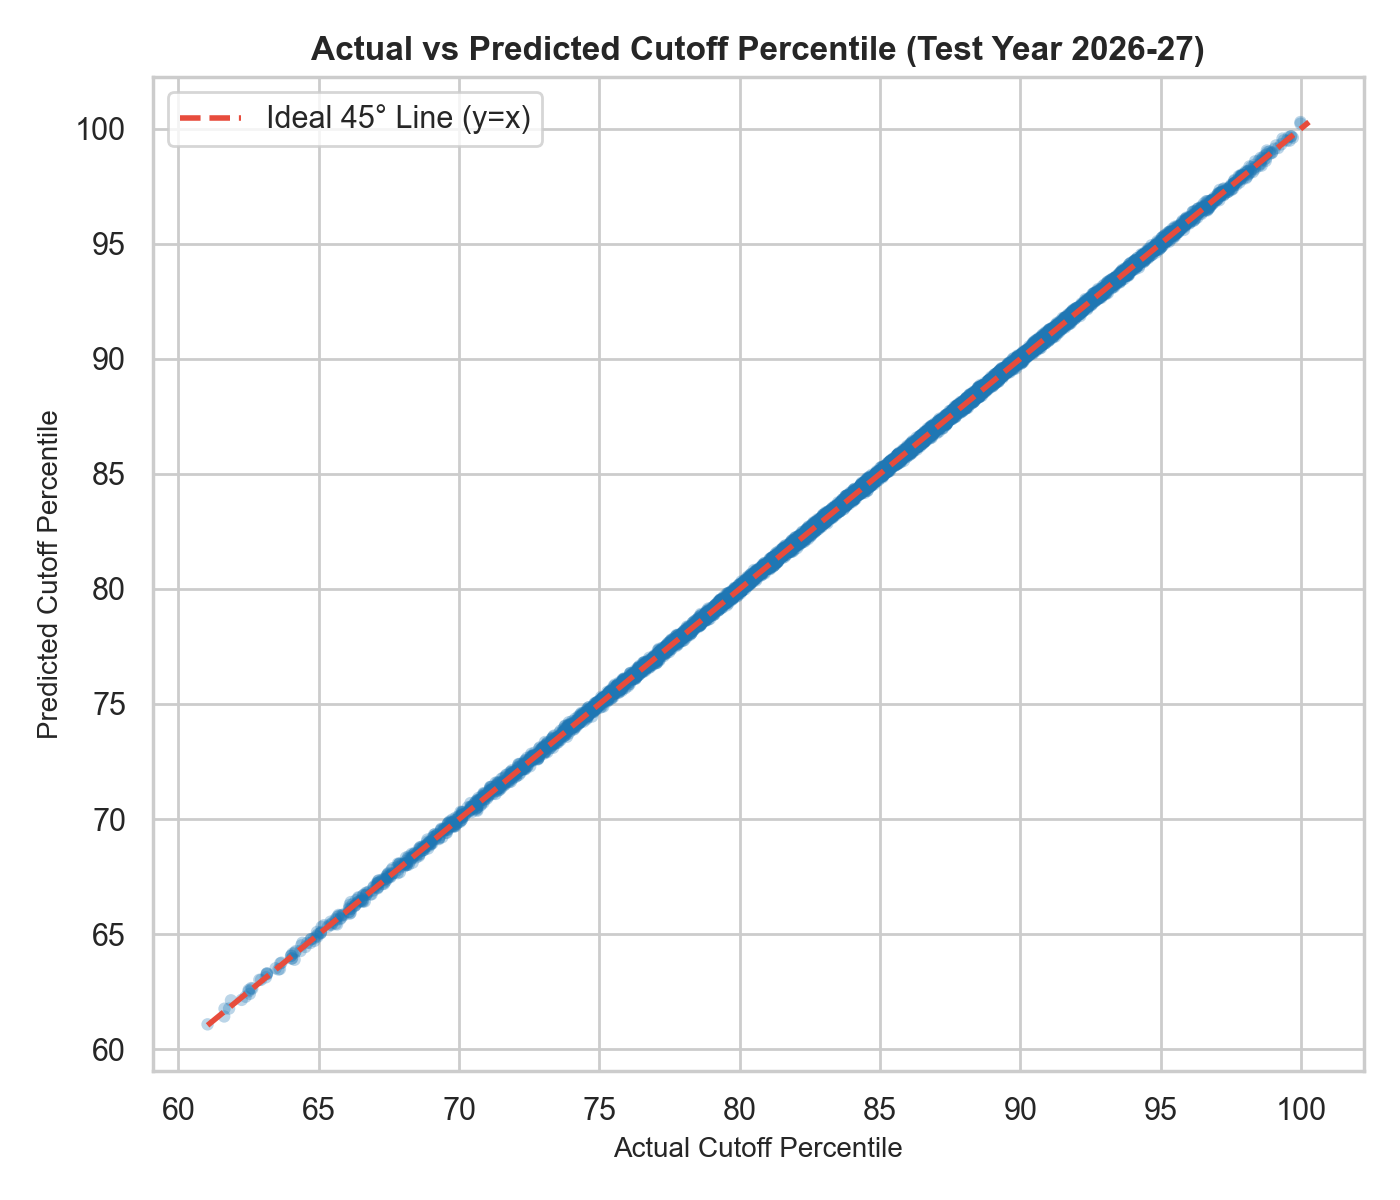 Actual vs Predicted Cutoff Percentile (Test Year 2026-27)
Ideal 45° Line (y=x)
100
95
90
85
80
75
70
65
60
Predicted Cutoff Percentile
60 65 70 75 80 85 90 95 100
Actual Cutoff Percentile